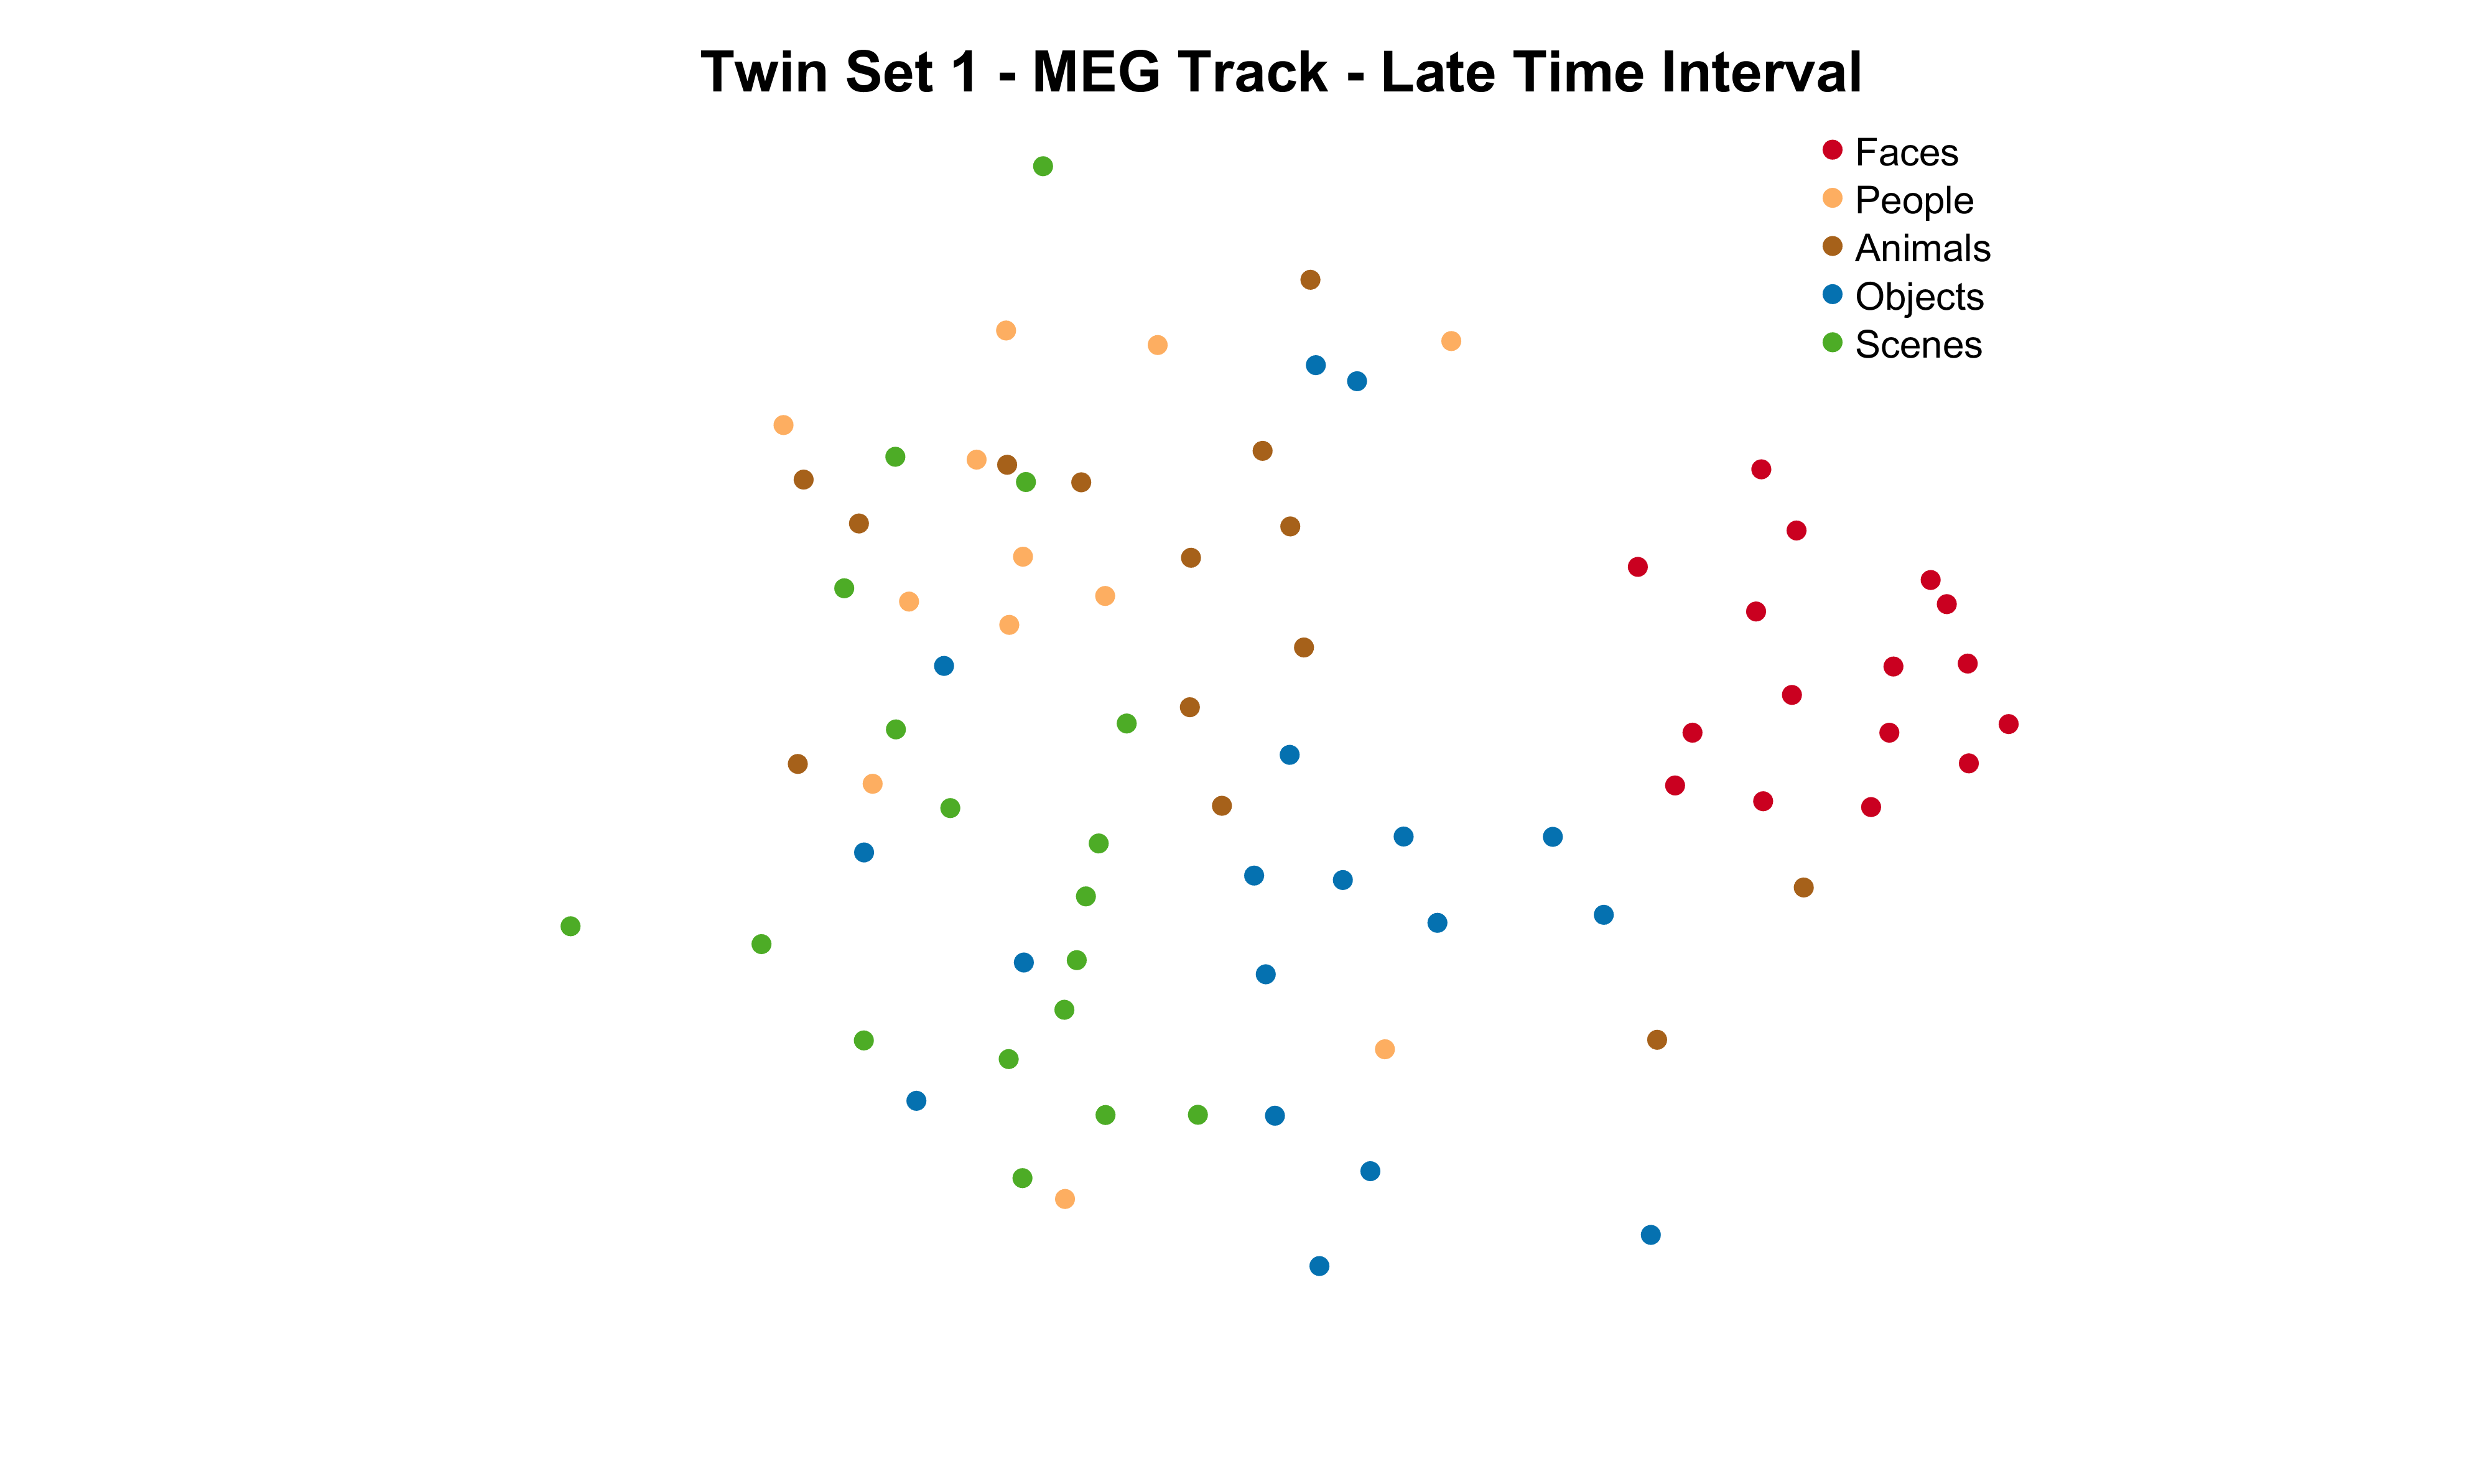 Twin Set 1 - MEG Track - Late Time Interval
Faces
People
Animals
Objects
Scenes